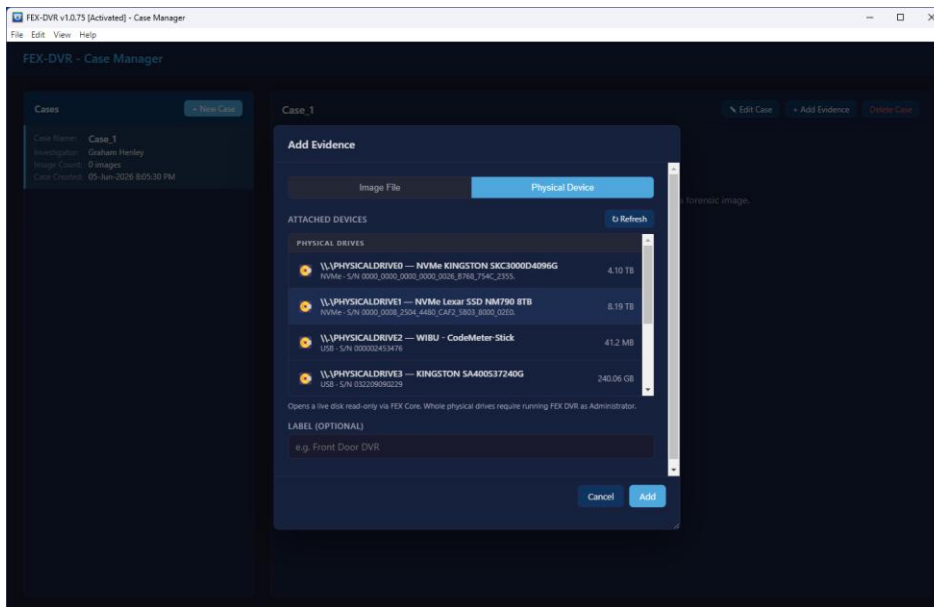 FEX-DVR v1.0.75 [Activated] - Case Manager
File Edit View Help
FEX-DVR - Case Manager
Cases
+ New Case
Case Name: Case_1
Investigator: Graham Henley
Image Count: 0 images
Case Created: 05-Jun-2026 8:05:30 PM
Case_1
✎ Edit Case
+ Add Evidence
Delete Case
a forensic image.
Add Evidence
Image File
Physical Device
ATTACHED DEVICES
↻ Refresh
PHYSICAL DRIVES
\\.\PHYSICALDRIVE0 — NVMe KINGSTON SKC3000D4096G
4.10 TB
NVMe - S/N 0000_0000_0000_0000_0026_B768_754C_2355.
\\.\PHYSICALDRIVE1 — NVMe Lexar SSD NM790 8TB
8.19 TB
NVMe - S/N 0000_0008_2504_4480_CAF2_5B03_8000_02E0.
\\.\PHYSICALDRIVE2 — WIBU - CodeMeter-Stick
41.2 MB
USB - S/N 000002453476
\\.\PHYSICALDRIVE3 — KINGSTON SA400S37240G
240.06 GB
USB - S/N 032209090229
Opens a live disk read-only via FEX Core. Whole physical drives require running FEX DVR as Administrator.
LABEL (OPTIONAL)
e.g. Front Door DVR
Cancel
Add